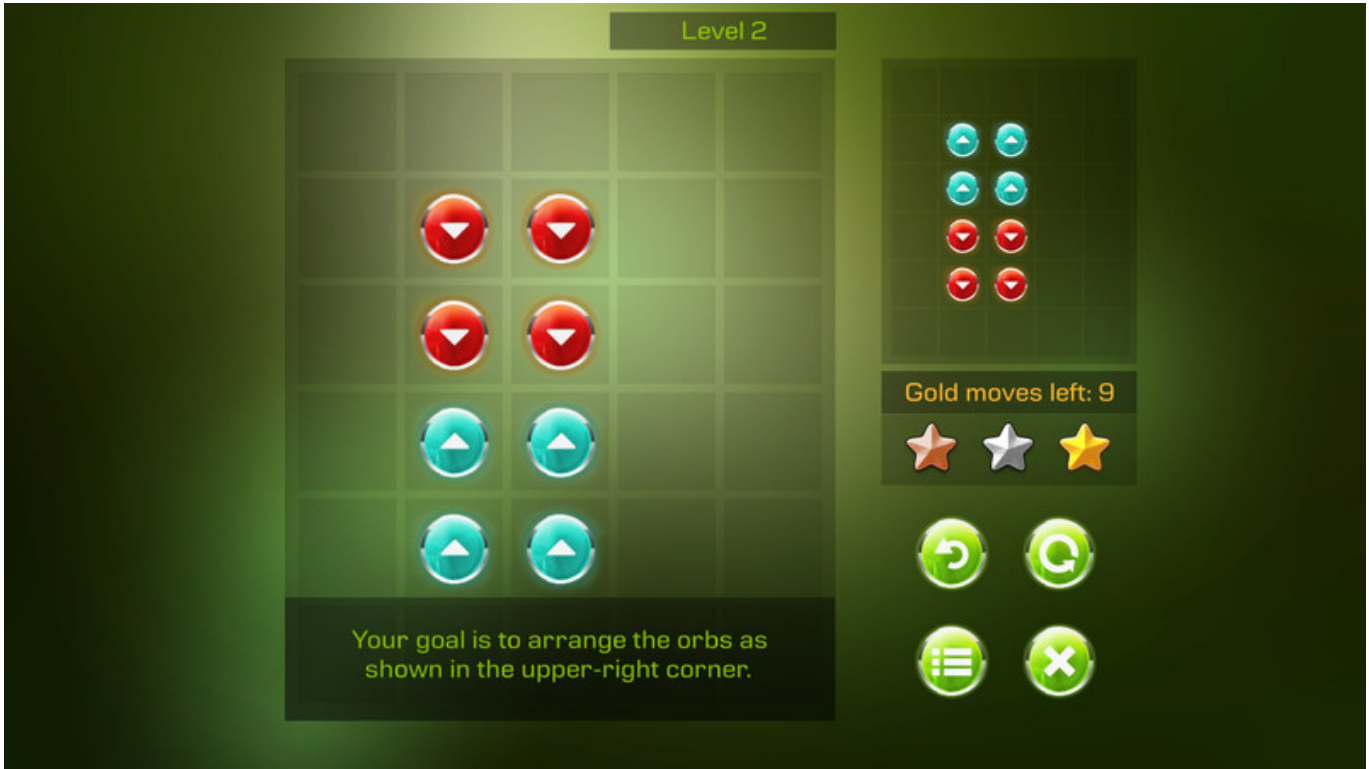 Level 2
Gold moves left: 9
Your goal is to arrange the orbs as
shown in the upper-right corner.